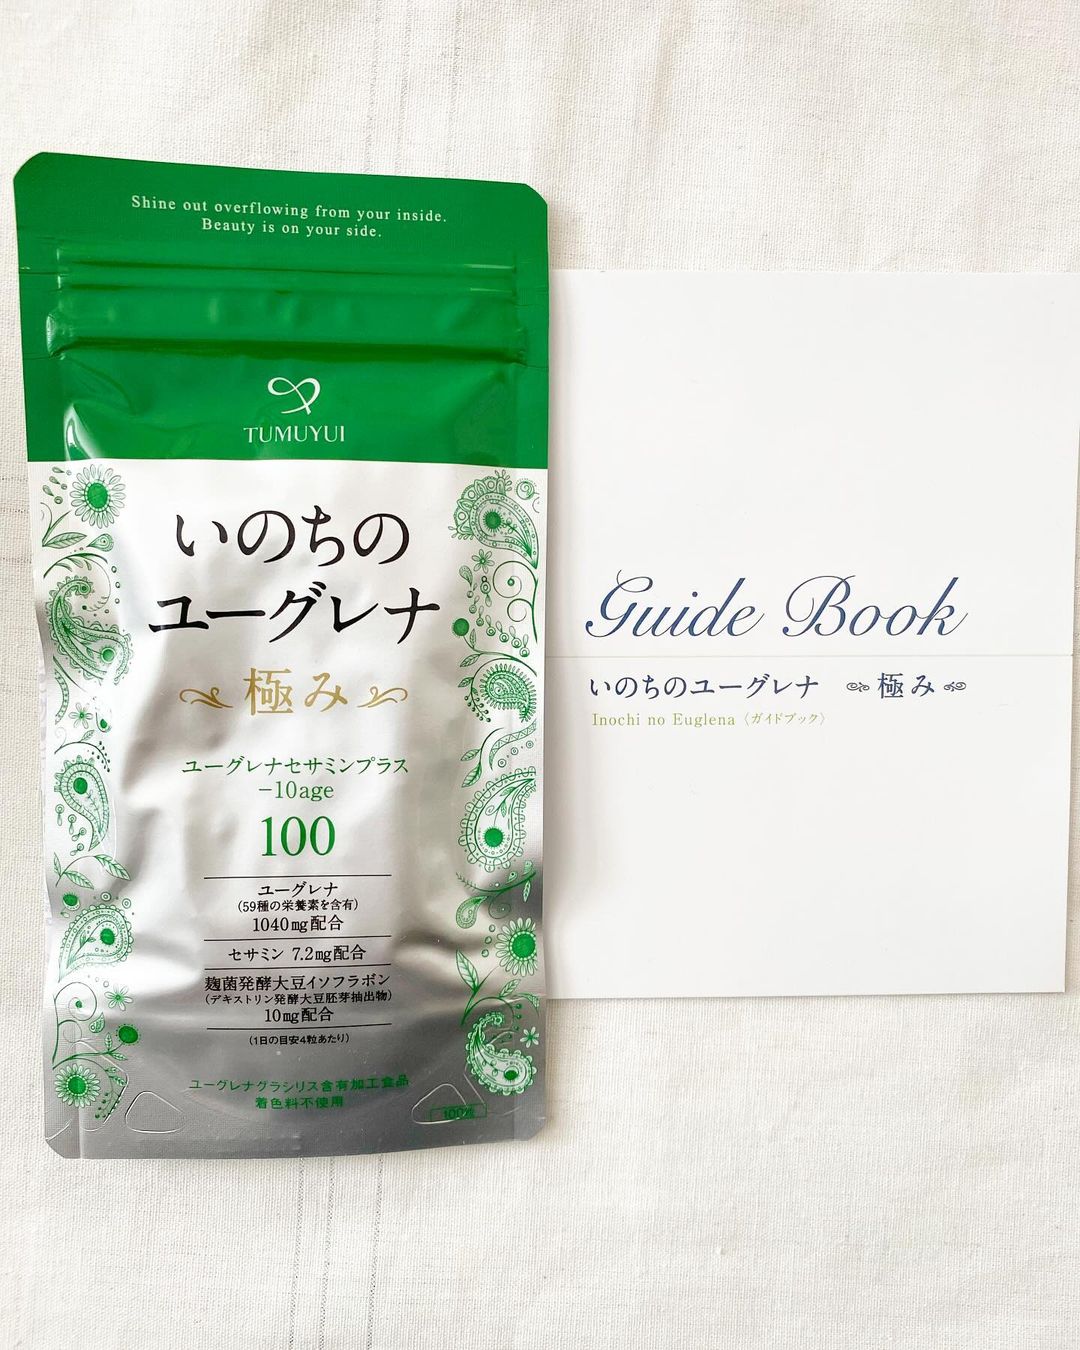 Shine out overflowing from your inside.
Beauty is on your side.
TUMUYUI
いのちの
ユーグレナ
極み
ユーグレナセサミンプラス
−10age
100
ユーグレナ
(59種の栄養素を含有)
1040mg配合
セサミン 7.2mg配合
麹菌発酵大豆イソフラボン
(デキストリン発酵大豆胚芽抽出物)
10mg配合
(1日の目安4粒あたり)
ユーグレナグラシリス含有加工食品
着色料不使用
100粒
Guide Book
いのちのユーグレナ 極み
Inochi no Euglena〈ガイドブック〉